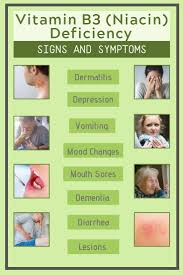 Vitamin B3 (Niacin)
Deficiency
SIGNS AND SYMPTOMS
Dermatitis
Depression
Vomiting
Mood Changes
Mouth Sores
Dementia
Diarrhea
Lesions